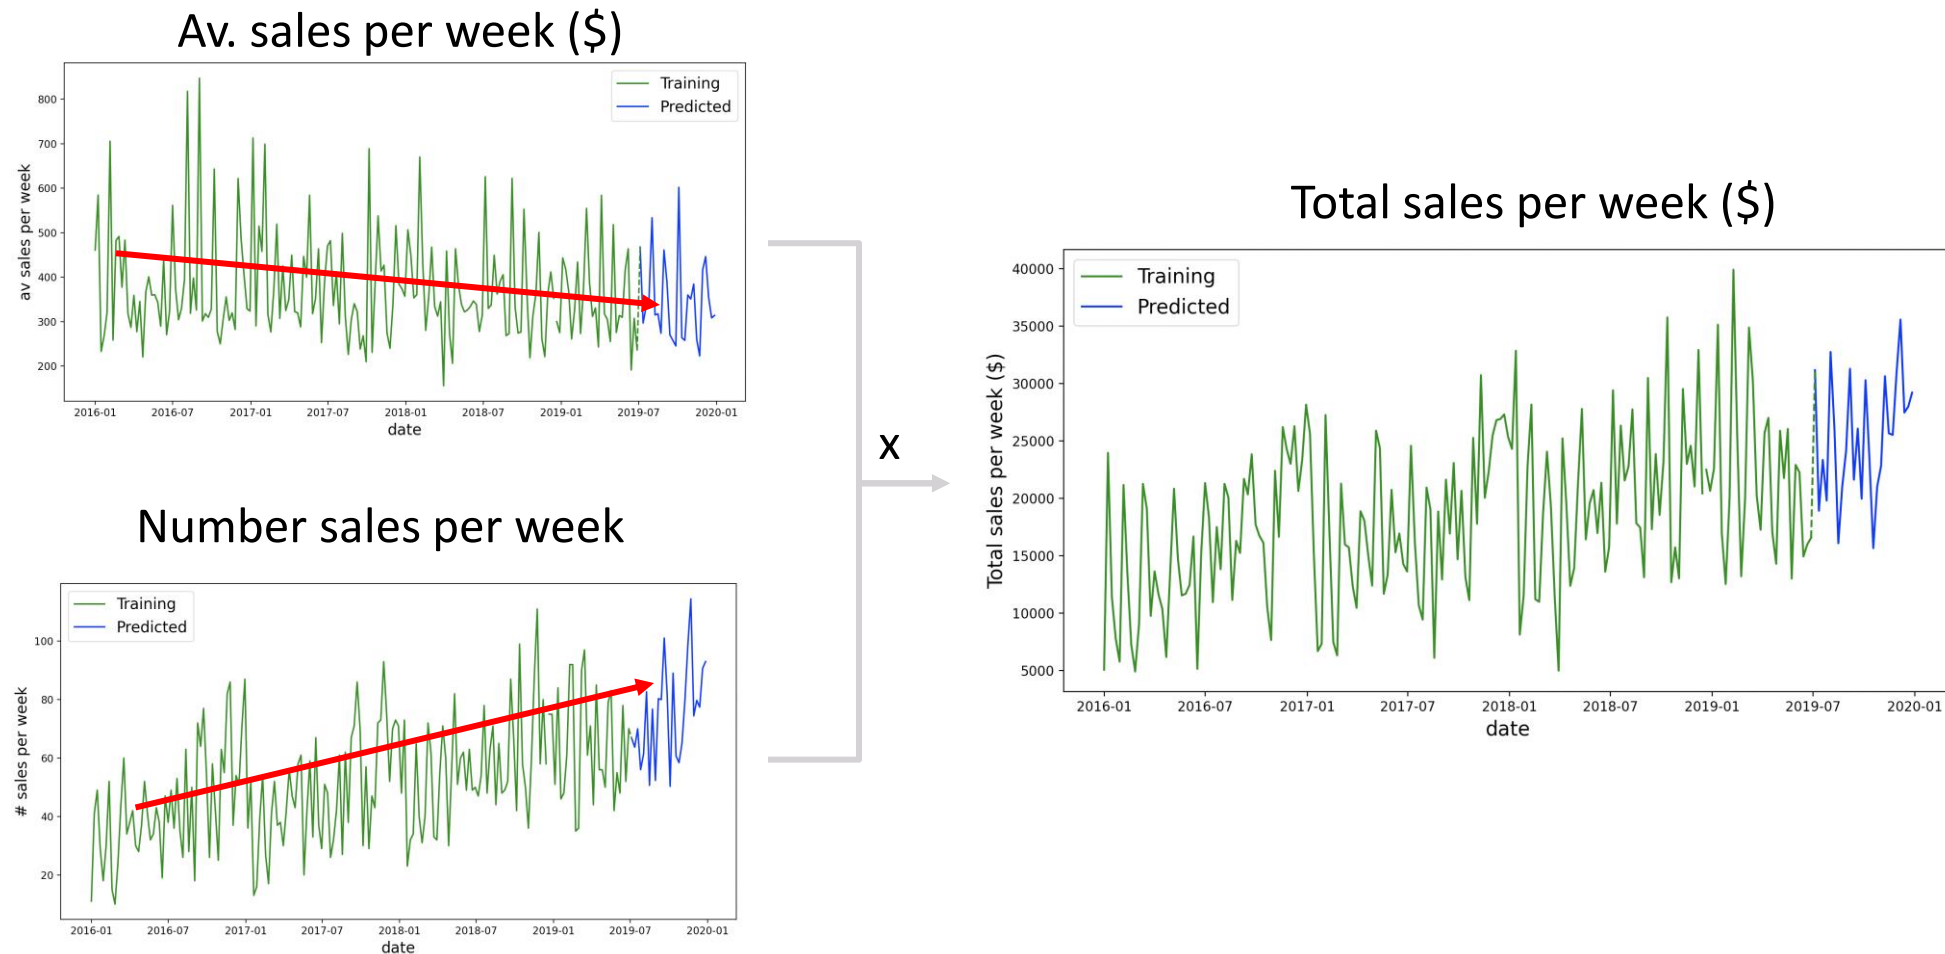 Av. sales per week ($)
Training
Predicted
800
700
600
500
400
300
200
av sales per week
2016-01 2016-07 2017-01 2017-07 2018-01 2018-07 2019-01 2019-07 2020-01
date
Number sales per week
Training
Predicted
100
80
60
40
20
# sales per week
2016-01 2016-07 2017-01 2017-07 2018-01 2018-07 2019-01 2019-07 2020-01
date
x
Total sales per week ($)
Training
Predicted
40000
35000
30000
25000
20000
15000
10000
5000
Total sales per week ($)
2016-01 2016-07 2017-01 2017-07 2018-01 2018-07 2019-01 2019-07 2020-01
date